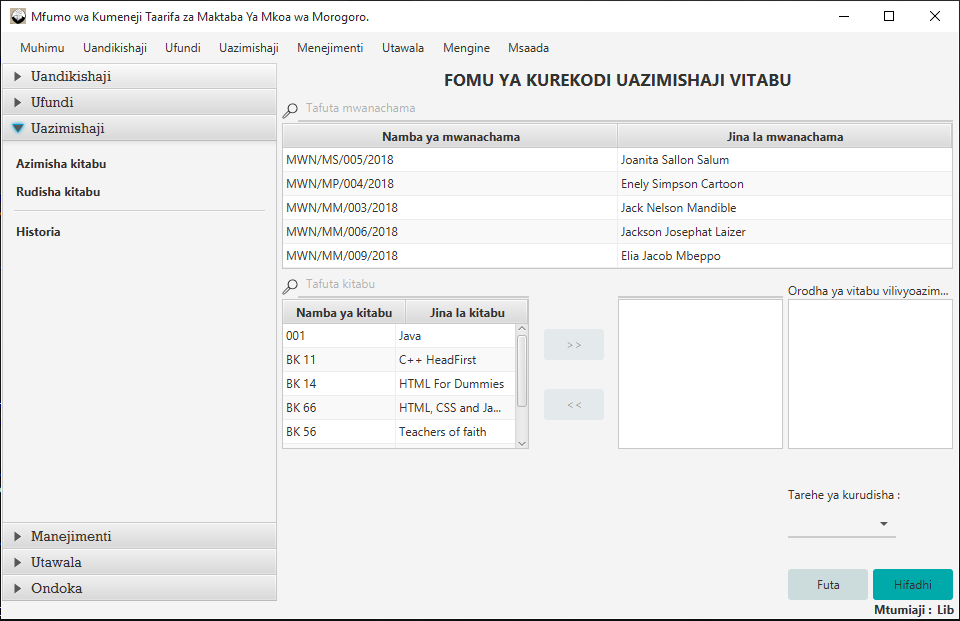 Mfumo wa Kumeneji Taarifa za Maktaba Ya Mkoa wa Morogoro.
Muhimu Uandikishaji Ufundi Uazimishaji Menejimenti Utawala Mengine Msaada
Uandikishaji
Ufundi
Uazimishaji
Azimisha kitabu
Rudisha kitabu
Historia
Manejimenti
Utawala
Ondoka
FOMU YA KUREKODI UAZIMISHAJI VITABU
Tafuta mwanachama
Namba ya mwanachama Jina la mwanachama
MWN/MS/005/2018 Joanita Sallon Salum
MWN/MP/004/2018 Enely Simpson Cartoon
MWN/MM/003/2018 Jack Nelson Mandible
MWN/MM/006/2018 Jackson Josephat Laizer
MWN/MM/009/2018 Elia Jacob Mbeppo
Tafuta kitabu
Namba ya kitabu Jina la kitabu
001 Java
BK 11 C++ HeadFirst
BK 14 HTML For Dummies
BK 66 HTML, CSS and Ja...
BK 56 Teachers of faith
>>
<<
Orodha ya vitabu vilivyoazim...
Tarehe ya kurudisha :
Futa Hifadhi
Mtumiaji : Lib